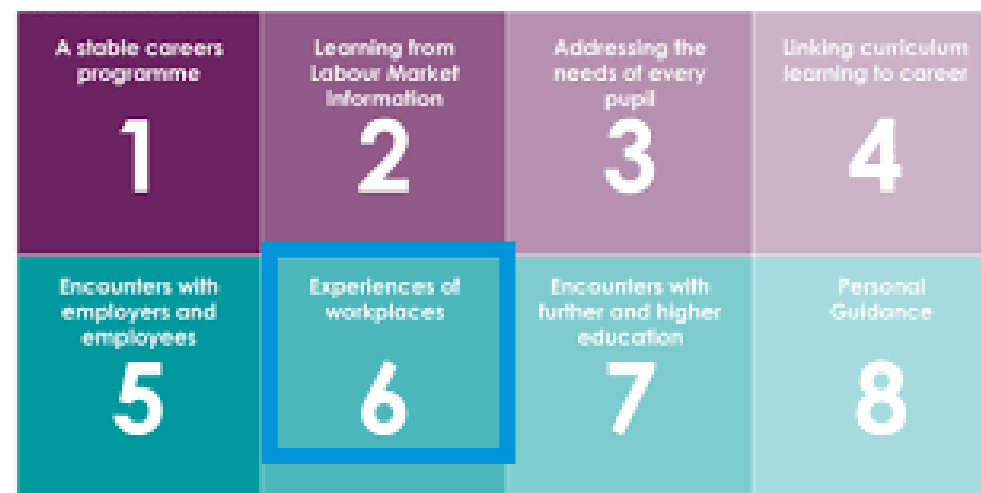 A stable careers
programme
1
Learning from
Labour Market
Information
2
Addressing the
needs of every
pupil
3
Linking curriculum
learning to career
4
Encounters with
employers and
employees
5
Experiences of
workplaces
6
Encounters with
further and higher
education
7
Personal
Guidance
8